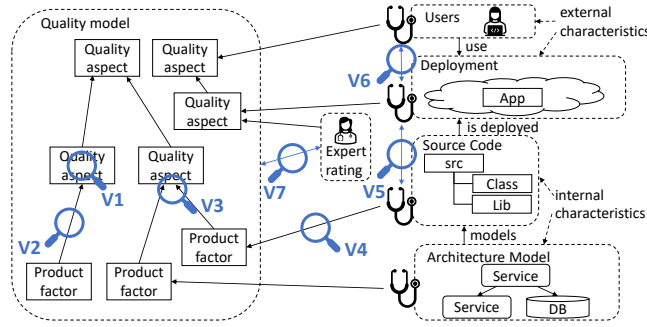 Quality model
Quality
aspect
Quality
aspect
Quality
aspect
Quality
aspect
Quality
aspect
V1
V2
V3
Product
factor
Product
factor
Product
factor
V4
V5
V6
V7
Expert
rating
Users
use
Deployment
App
is deployed
Source Code
src
Class
Lib
models
Architecture Model
Service
Service
DB
external
characteristics
internal
characteristics